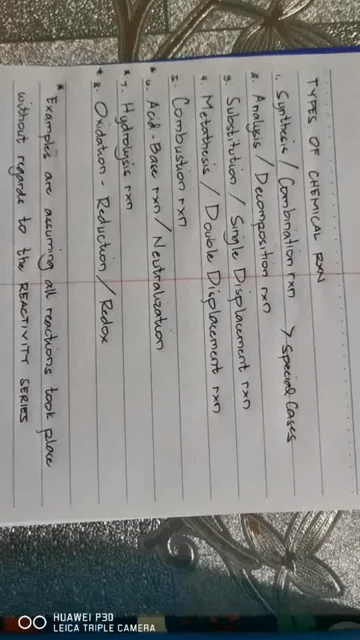 TYPES OF CHEMICAL RXN
1. Synthesis / Combination rxn > Special Cases
2. Analysis / Decomposition rxn
3. Substitution / Single Displacement rxn
4. Metathesis / Double Displacement rxn
5. Combustion rxn
* 6. Acid-Base rxn / Neutralization
* 7. Hydrolysis rxn
* 8. Oxidation - Reduction / Redox
* Examples are assuming all reactions took place
without regards to the REACTIVITY SERIES
HUAWEI P30
LEICA TRIPLE CAMERA